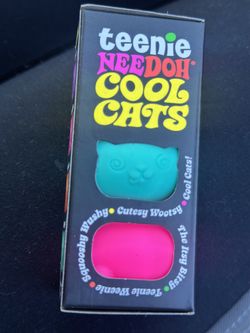 teenie
NEEDOH®
COOL
CATS
Cool Cats!
Cutesy Wootsy
Squooshy Wushy
Teenie Weenie
the Itsy Bitsy